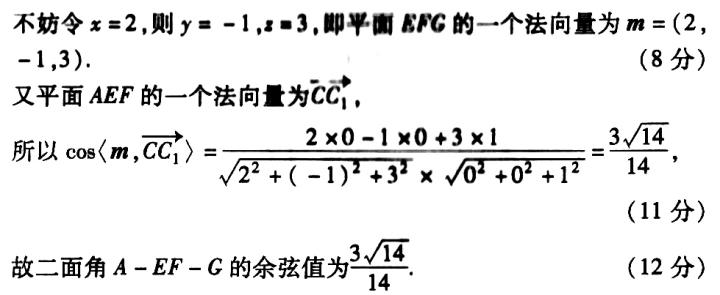 不妨令 x=2,则 y=-1,z=3,即平面 EFG 的一个法向量为 m=(2,
-1,3). (8 分)
又平面 AEF 的一个法向量为$\overrightarrow{CC_1}$,
所以 cos⟨m,$\overrightarrow{CC_1}$⟩=$\frac{2×0-1×0+3×1}{\sqrt{2^2+(-1)^2+3^2}×\sqrt{0^2+0^2+1^2}}=\frac{3\sqrt{14}}{14}$,
(11 分)
故二面角 A-EF-G 的余弦值为$\frac{3\sqrt{14}}{14}$. (12 分)